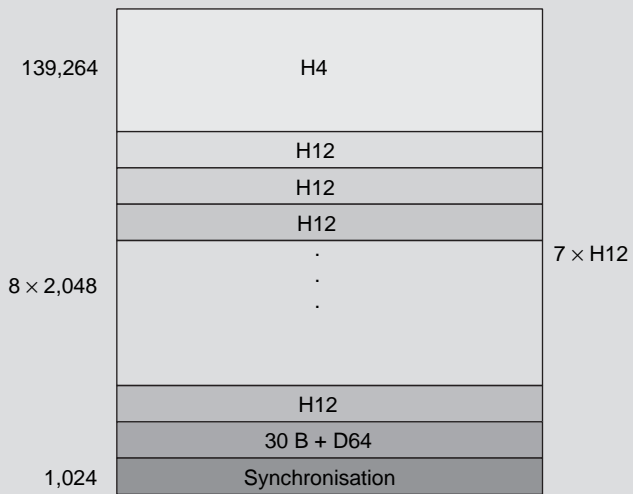 139,264
H4
H12
H12
H12
.
.
.
8 × 2,048
7 × H12
H12
30 B + D64
1,024
Synchronisation